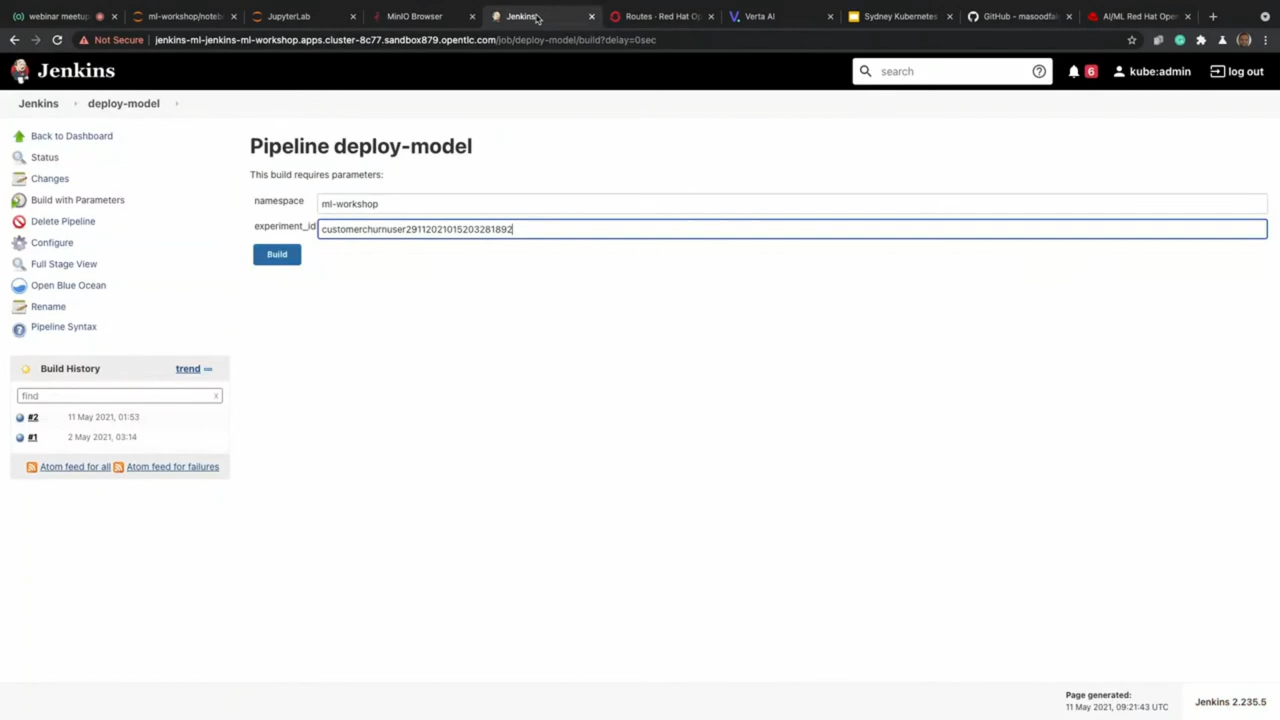 webinar meetup
ml-workshop/noteb
JupyterLab
MinIO Browser
Jenkins
Routes · Red Hat Op
Verta AI
Sydney Kubernetes
GitHub - masoodfai
AI/ML Red Hat Ope
Not Secure
jenkins-ml-jenkins-ml-workshop.apps.cluster-8c77.sandbox879.opentlc.com/job/deploy-model/build?delay=0sec
Jenkins
search
6
kube:admin
log out
Jenkins
deploy-model
Back to Dashboard
Status
Changes
Build with Parameters
Delete Pipeline
Configure
Full Stage View
Open Blue Ocean
Rename
Pipeline Syntax
Build History
trend
find
x
#2 11 May 2021, 01:53
#1 2 May 2021, 03:14
Atom feed for all Atom feed for failures
Pipeline deploy-model
This build requires parameters:
namespace ml-workshop
experiment_id customerchurnuser29112021015203281892
Build
Page generated:
11 May 2021, 09:21:43 UTC
Jenkins 2.235.5